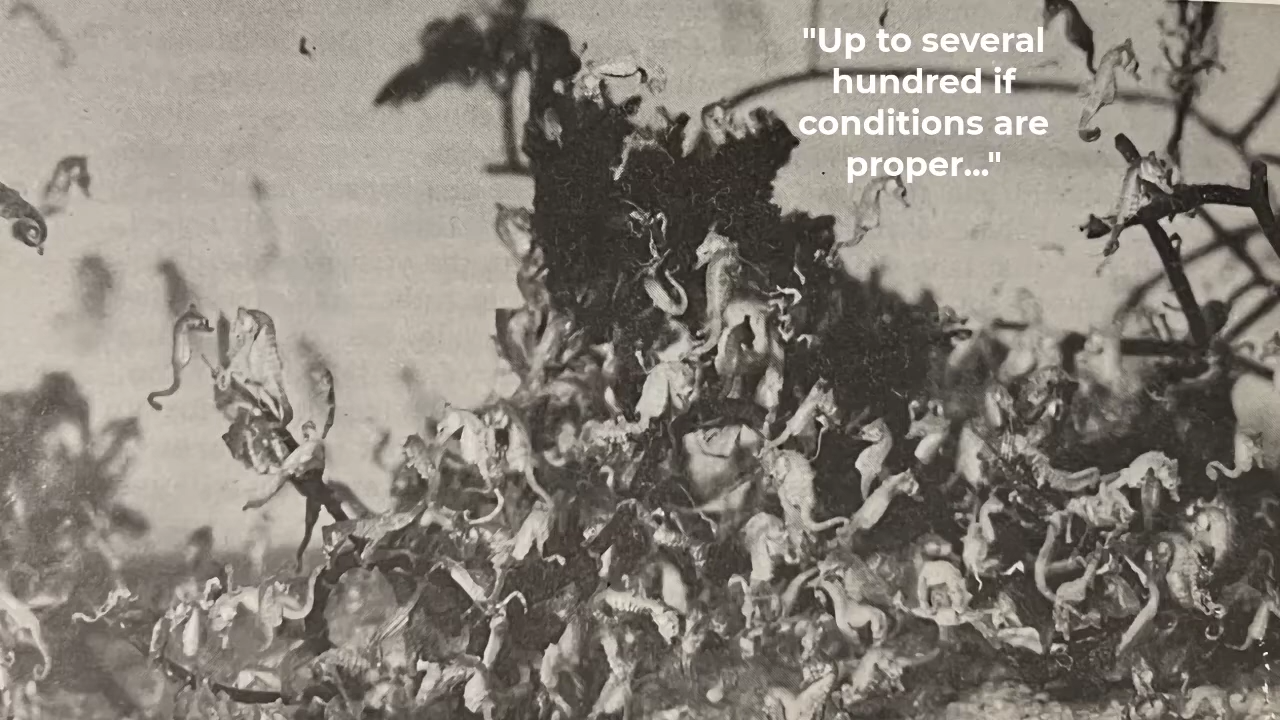 "Up to several
hundred if
conditions are
proper..."